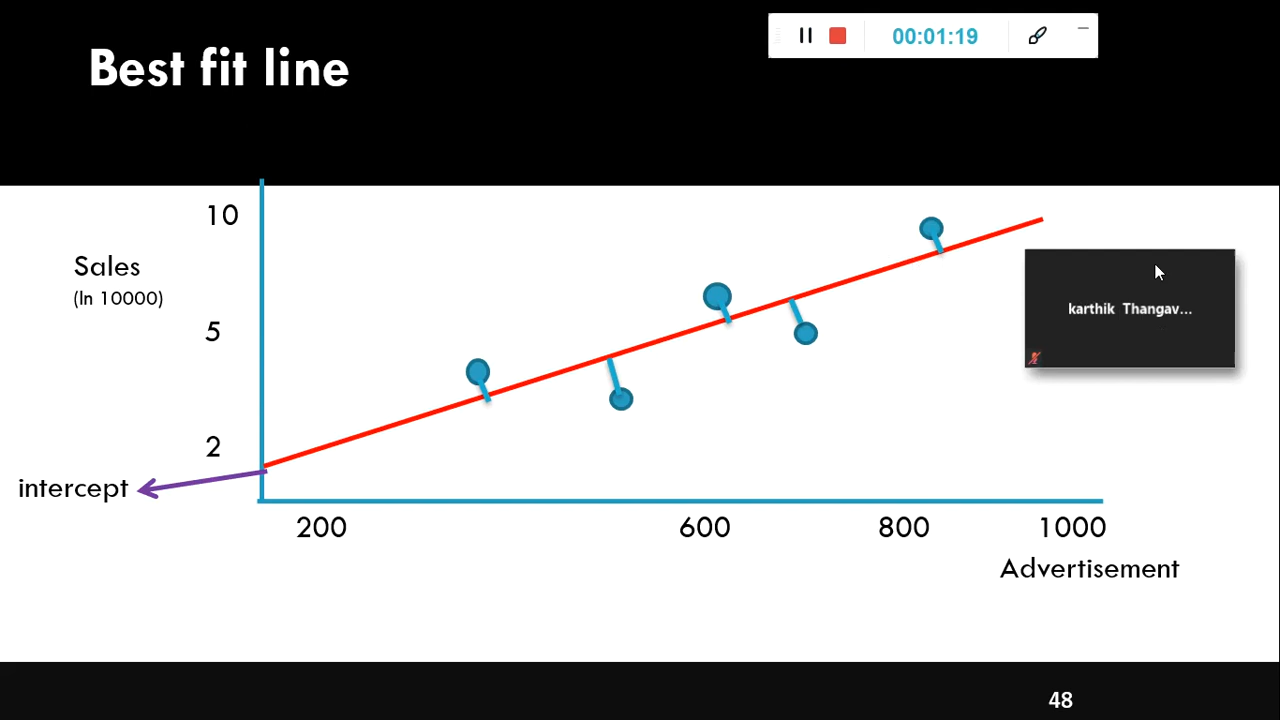 Best fit line
00:01:19
10
Sales
(In 10000)
karthik Thangav...
5
2
intercept
200 600 800 1000
Advertisement
48